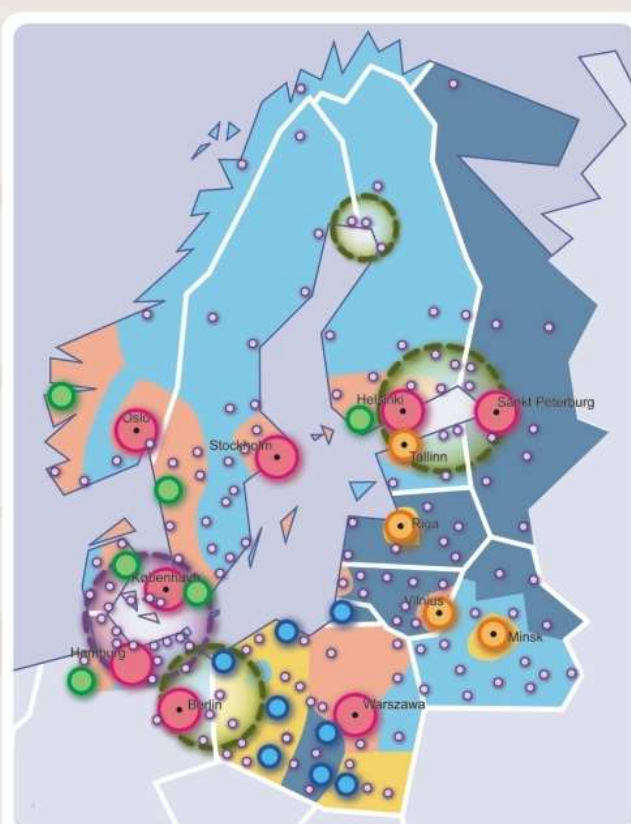 Helsinki
Sankt Peterburg
Oslo
Stockholm
Tallinn
Riga
København
Vilnius
Minsk
Hamburg
Berlin
Warszawa